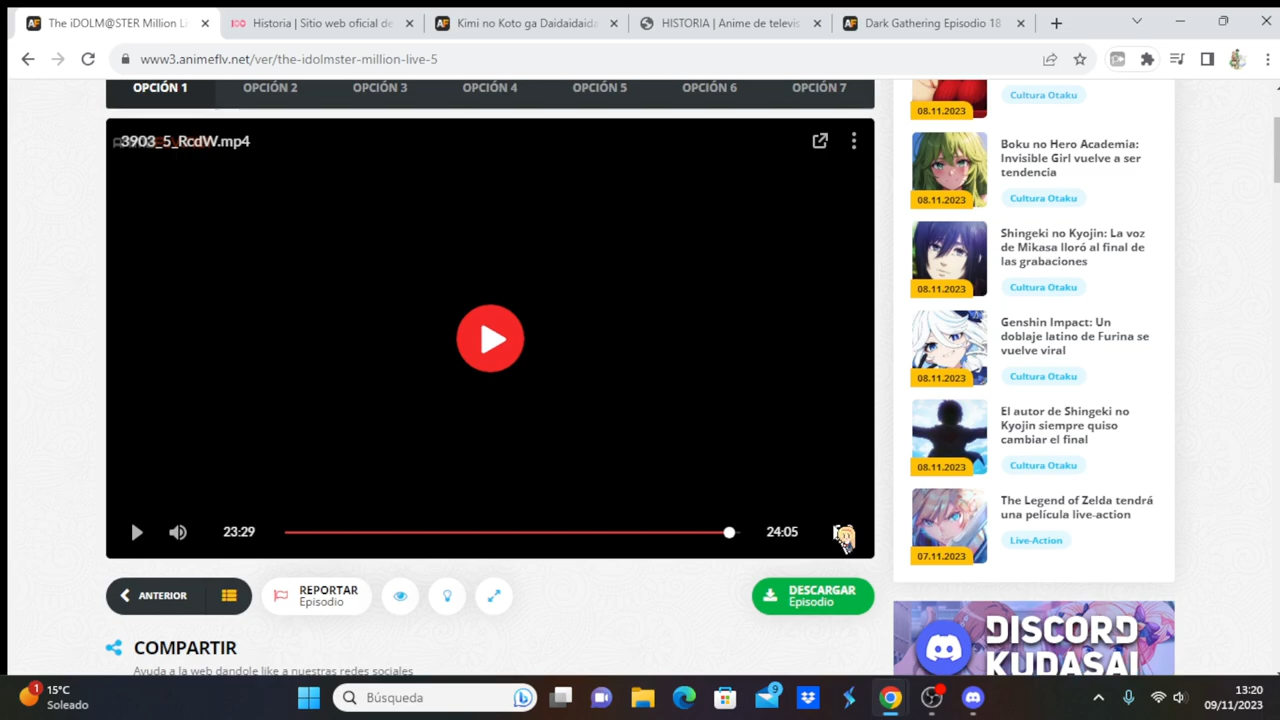 The iDOLM@STER Million Li
Historia | Sitio web oficial de
Kimi no Koto ga Daidaidaida
HISTORIA | Anime de televis
Dark Gathering Episodio 18
www3.animeflv.net/ver/the-idolmster-million-live-5
OPCIÓN 1
OPCIÓN 2
OPCIÓN 3
OPCIÓN 4
OPCIÓN 5
OPCIÓN 6
OPCIÓN 7
3903_5_RcdW.mp4
23:29
24:05
ANTERIOR
REPORTAR
Episodio
DESCARGAR
Episodio
COMPARTIR
Ayuda a la web dandole like a nuestras redes sociales
Cultura Otaku
08.11.2023
Boku no Hero Academia:
Invisible Girl vuelve a ser
tendencia
Cultura Otaku
08.11.2023
Shingeki no Kyojin: La voz
de Mikasa lloró al final de
las grabaciones
Cultura Otaku
08.11.2023
Genshin Impact: Un
doblaje latino de Furina se
vuelve viral
Cultura Otaku
08.11.2023
El autor de Shingeki no
Kyojin siempre quiso
cambiar el final
Cultura Otaku
08.11.2023
The Legend of Zelda tendrá
una película live-action
Live-Action
07.11.2023
DISCORD
KUDASAI
1
15°C
Soleado
Búsqueda
9
13:20
09/11/2023